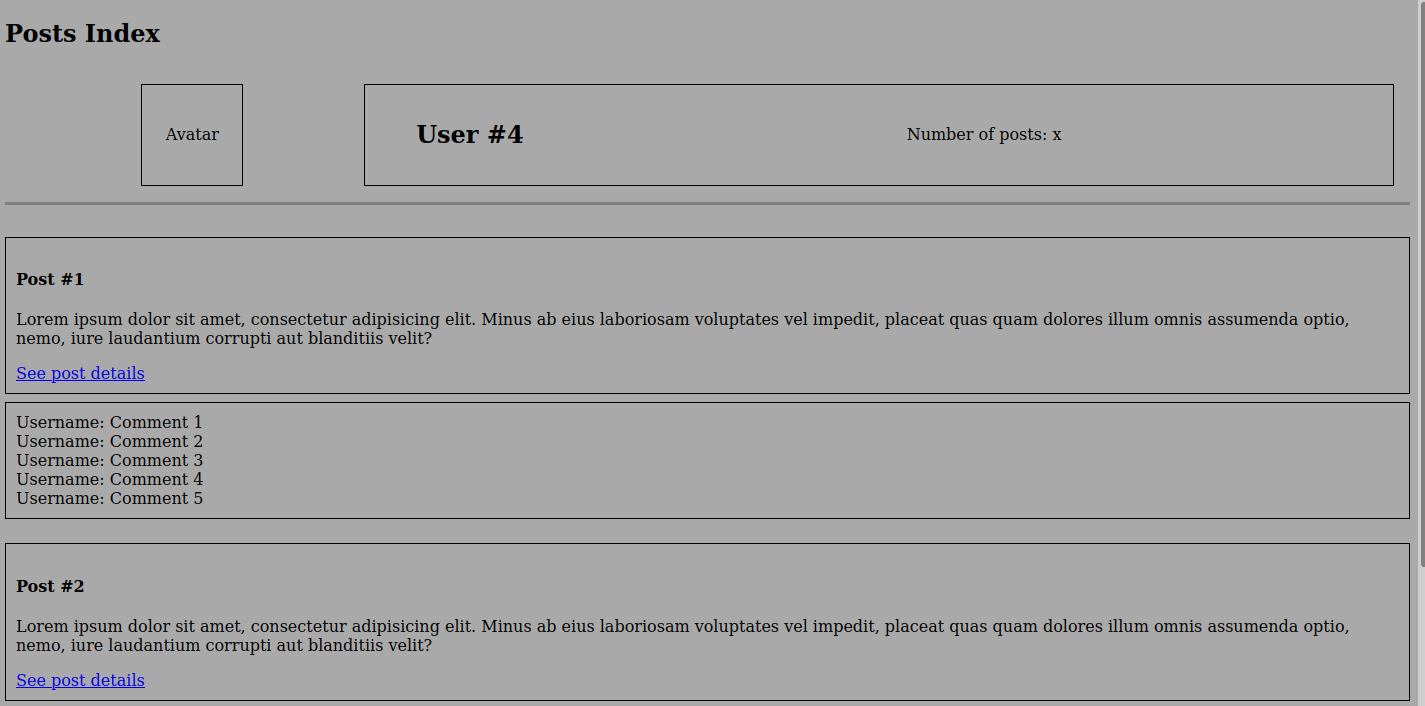 Posts Index
Avatar
User #4
Number of posts: x
Post #1
Lorem ipsum dolor sit amet, consectetur adipisicing elit. Minus ab eius laboriosam voluptates vel impedit, placeat quas quam dolores illum omnis assumenda optio,
nemo, iure laudantium corrupti aut blanditiis velit?
See post details
Username: Comment 1
Username: Comment 2
Username: Comment 3
Username: Comment 4
Username: Comment 5
Post #2
Lorem ipsum dolor sit amet, consectetur adipisicing elit. Minus ab eius laboriosam voluptates vel impedit, placeat quas quam dolores illum omnis assumenda optio,
nemo, iure laudantium corrupti aut blanditiis velit?
See post details